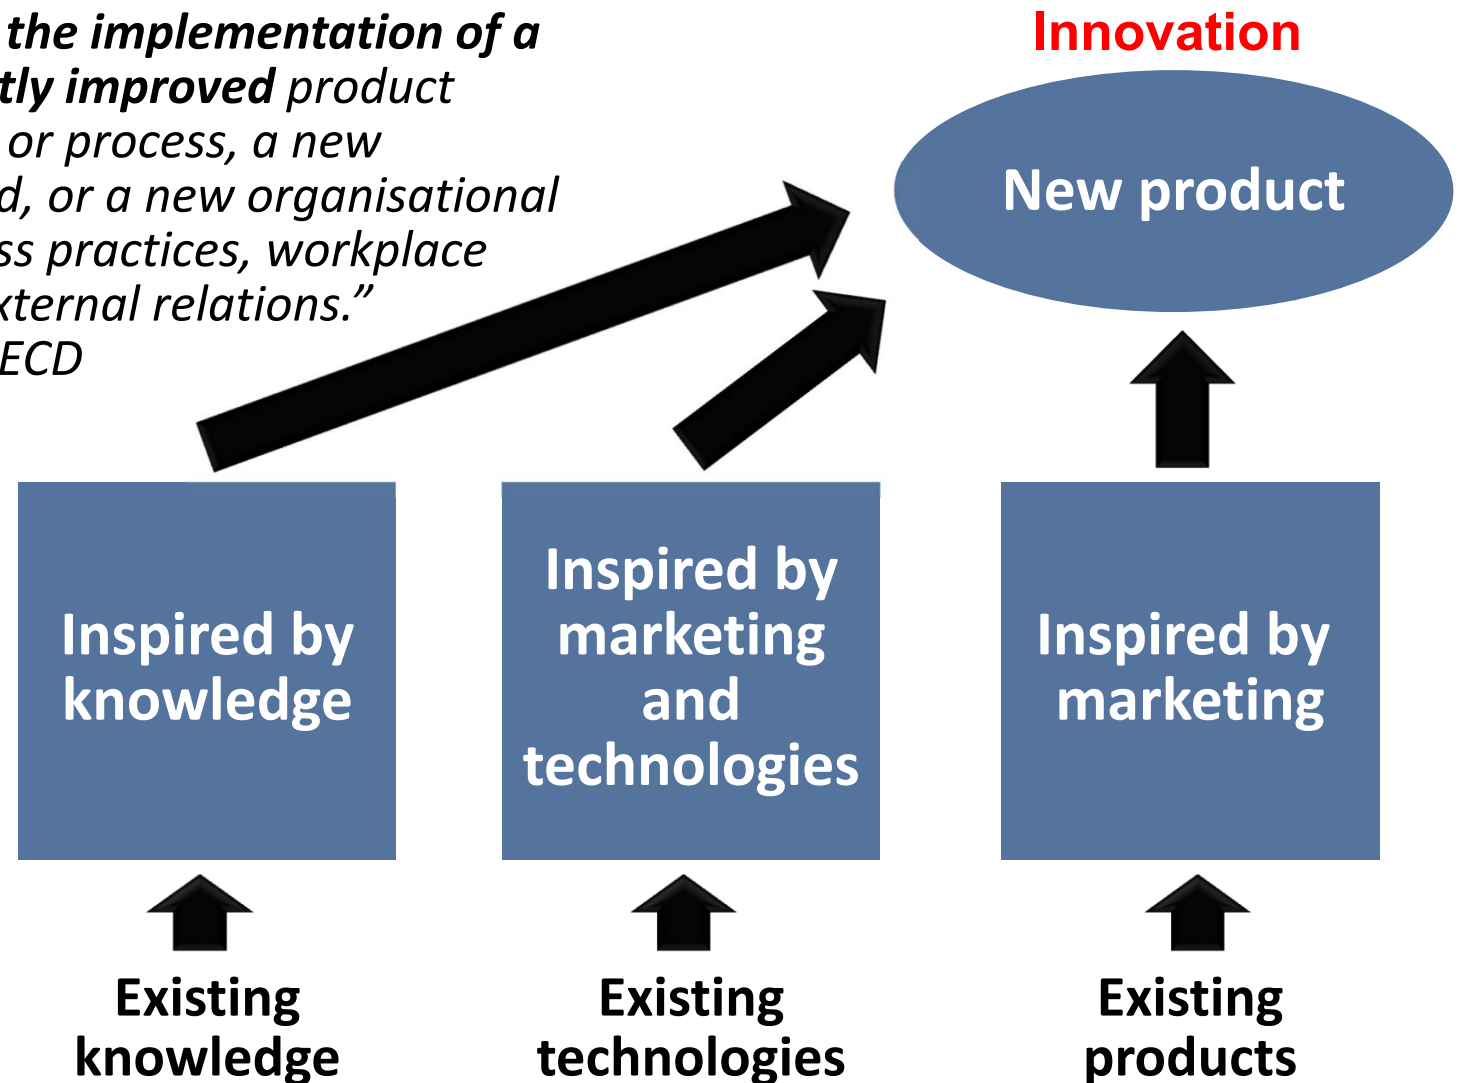 the implementation of a
tly improved product
or process, a new
d, or a new organisational
ss practices, workplace
xternal relations.”
ECD
Innovation
New product
Inspired by
knowledge
Inspired by
marketing
and
technologies
Inspired by
marketing
Existing
knowledge
Existing
technologies
Existing
products